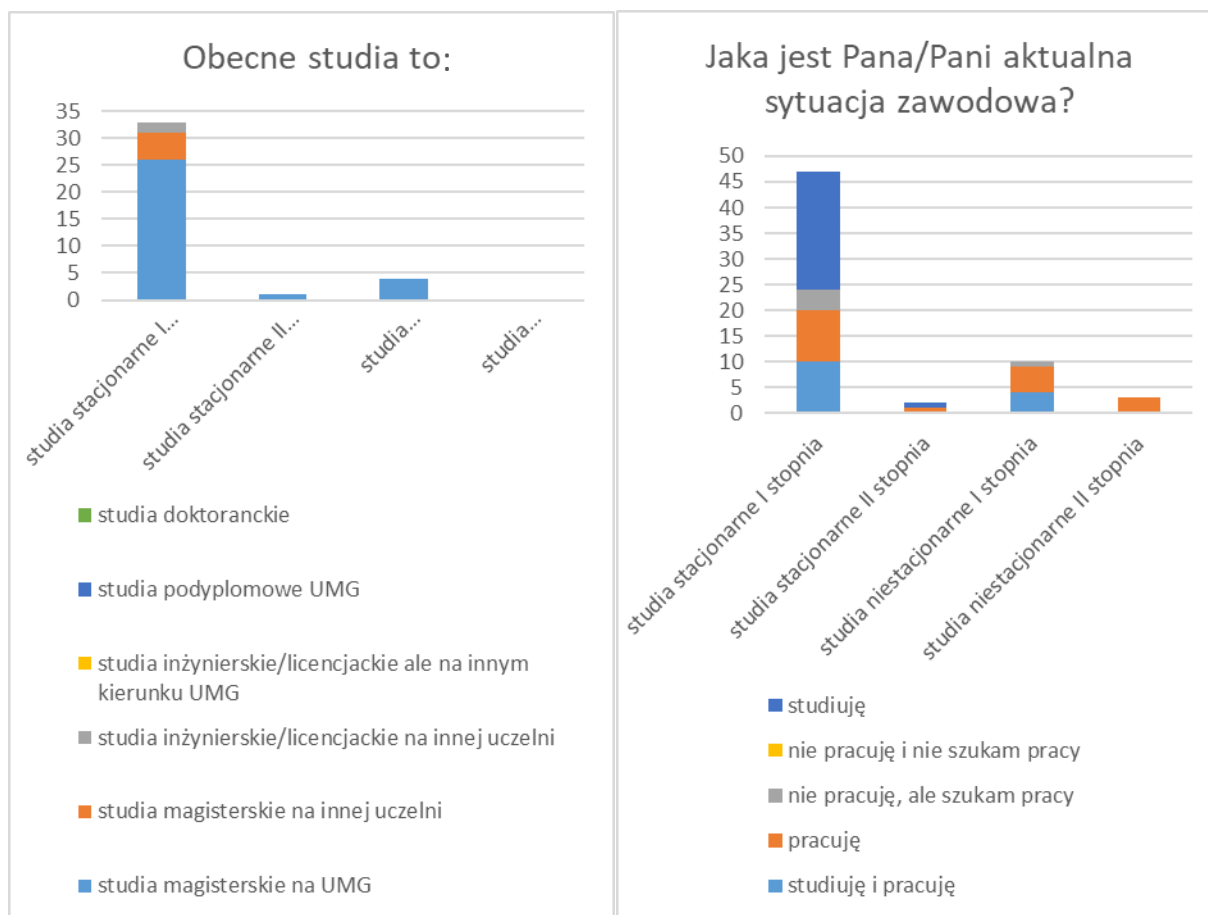 Obecne studia to:
35
30
25
20
15
10
5
0
studia stacjonarne I...
studia stacjonarne II...
studia...
studia...
studia doktoranckie
studia podyplomowe UMG
studia inżynierskie/licencjackie ale na innym
kierunku UMG
studia inżynierskie/licencjackie na innej uczelni
studia magisterskie na innej uczelni
studia magisterskie na UMG
Jaka jest Pana/Pani aktualna
sytuacja zawodowa?
50
45
40
35
30
25
20
15
10
5
0
studia stacjonarne I stopnia
studia stacjonarne II stopnia
studia niestacjonarne I stopnia
studia niestacjonarne II stopnia
studiuję
nie pracuję i nie szukam pracy
nie pracuję, ale szukam pracy
pracuję
studiuję i pracuję